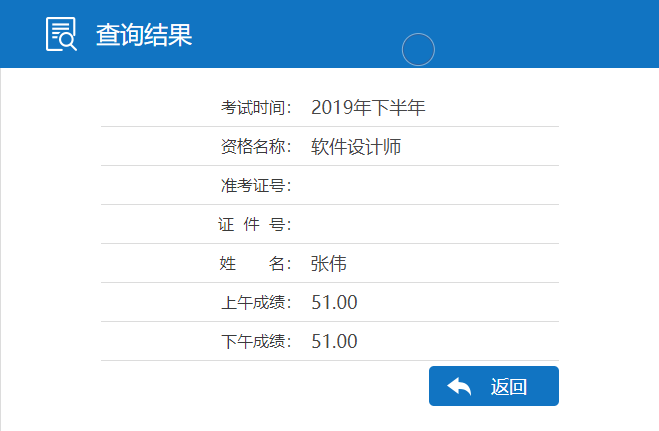 查询结果
考试时间： 2019年下半年
资格名称： 软件设计师
准考证号：
证 件 号：
姓 名： 张伟
上午成绩： 51.00
下午成绩： 51.00
返回